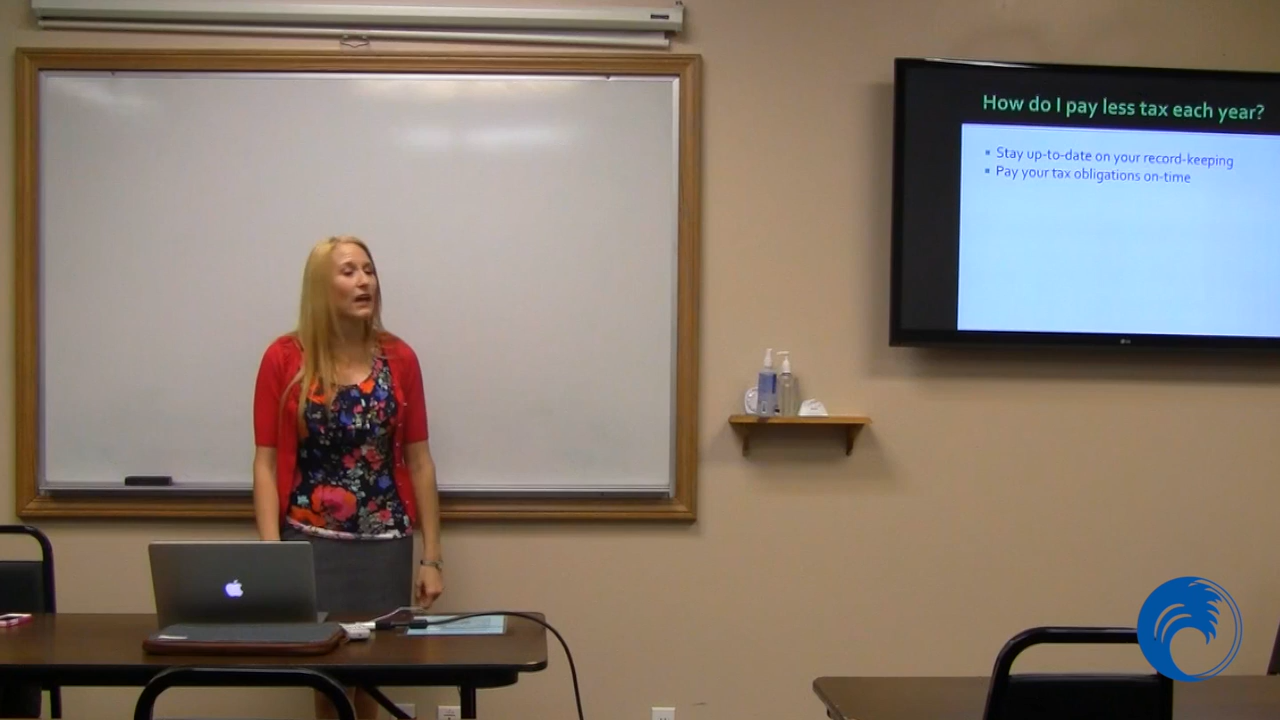 How do I pay less tax each year?
Stay up-to-date on your record-keeping
Pay your tax obligations on-time
LG